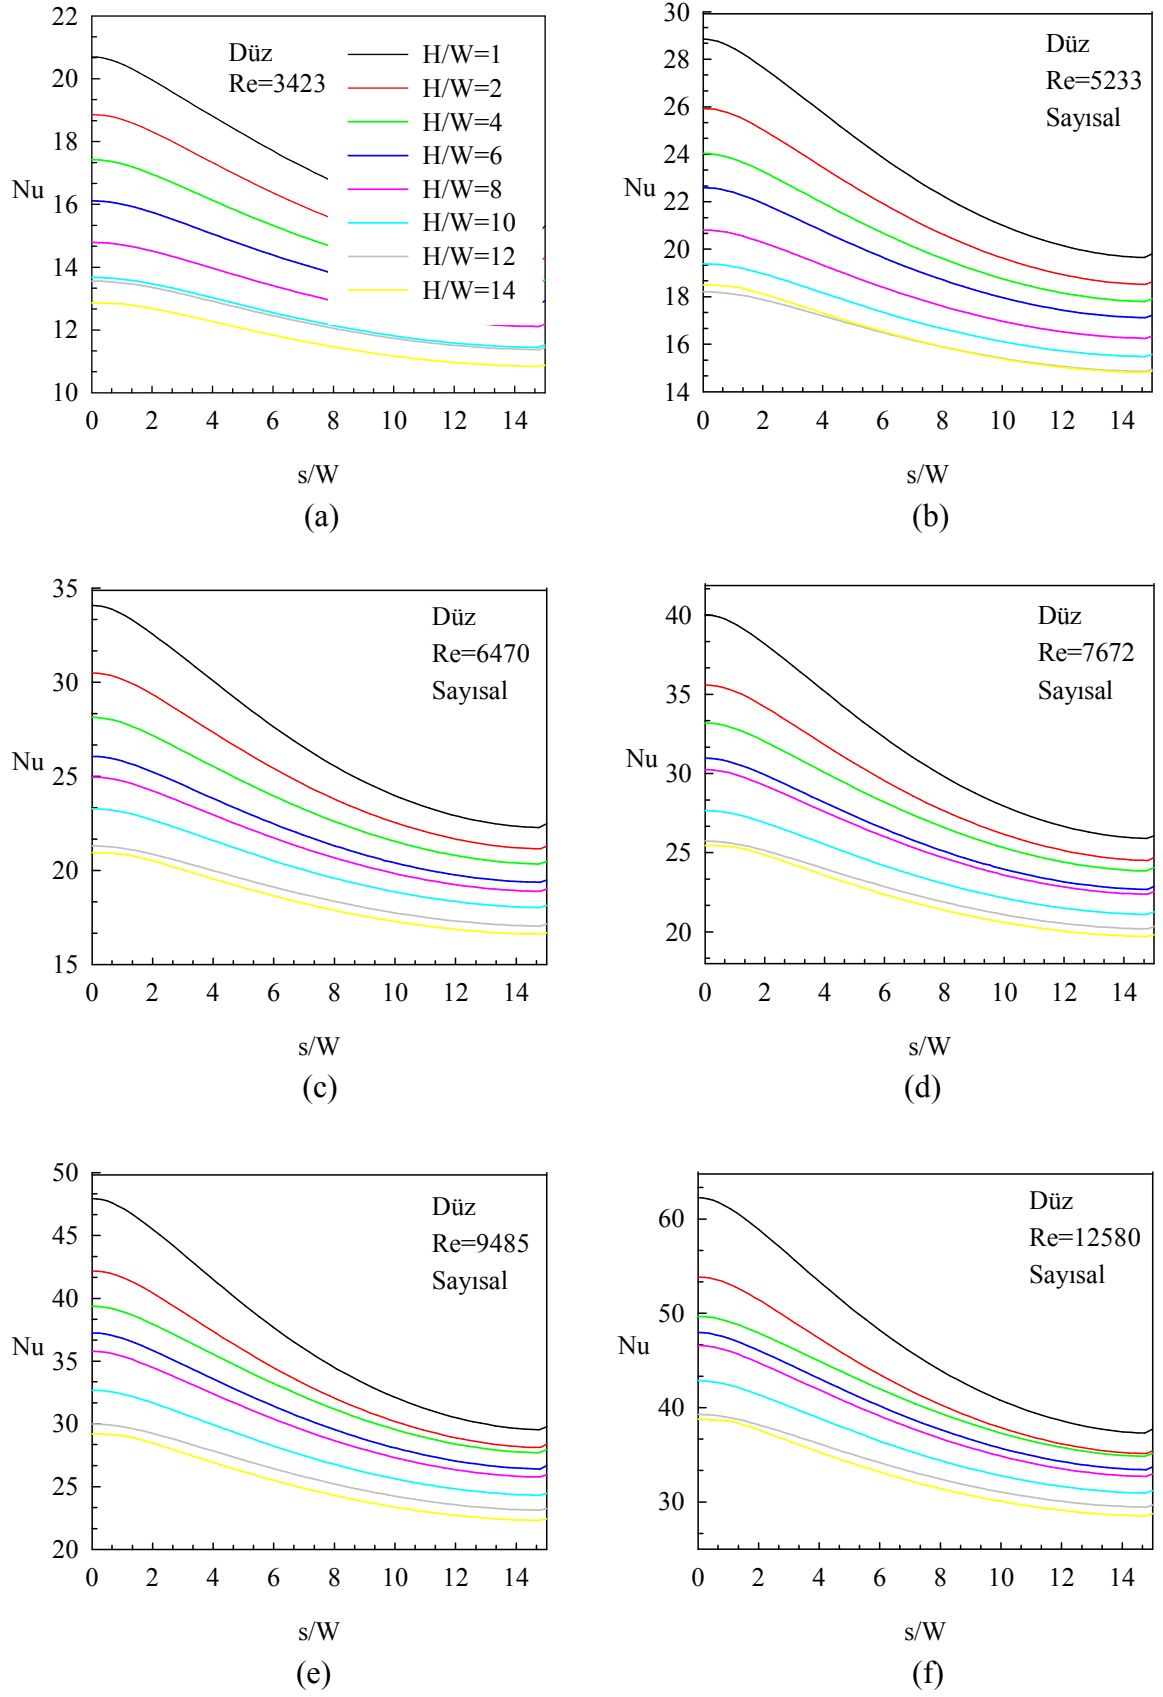 22
20
18
16
14
12
10
Nu
Düz
Re=3423
H/W=1
H/W=2
H/W=4
H/W=6
H/W=8
H/W=10
H/W=12
H/W=14
0 2 4 6 8 10 12 14
s/W
(a)
30
28
26
24
22
20
18
16
14
Nu
Düz
Re=5233
Sayısal
0 2 4 6 8 10 12 14
s/W
(b)
35
30
25
20
15
Nu
Düz
Re=6470
Sayısal
0 2 4 6 8 10 12 14
s/W
(c)
40
35
30
25
20
Nu
Düz
Re=7672
Sayısal
0 2 4 6 8 10 12 14
s/W
(d)
50
45
40
35
30
25
20
Nu
Düz
Re=9485
Sayısal
0 2 4 6 8 10 12 14
s/W
(e)
60
50
40
30
Nu
Düz
Re=12580
Sayısal
0 2 4 6 8 10 12 14
s/W
(f)